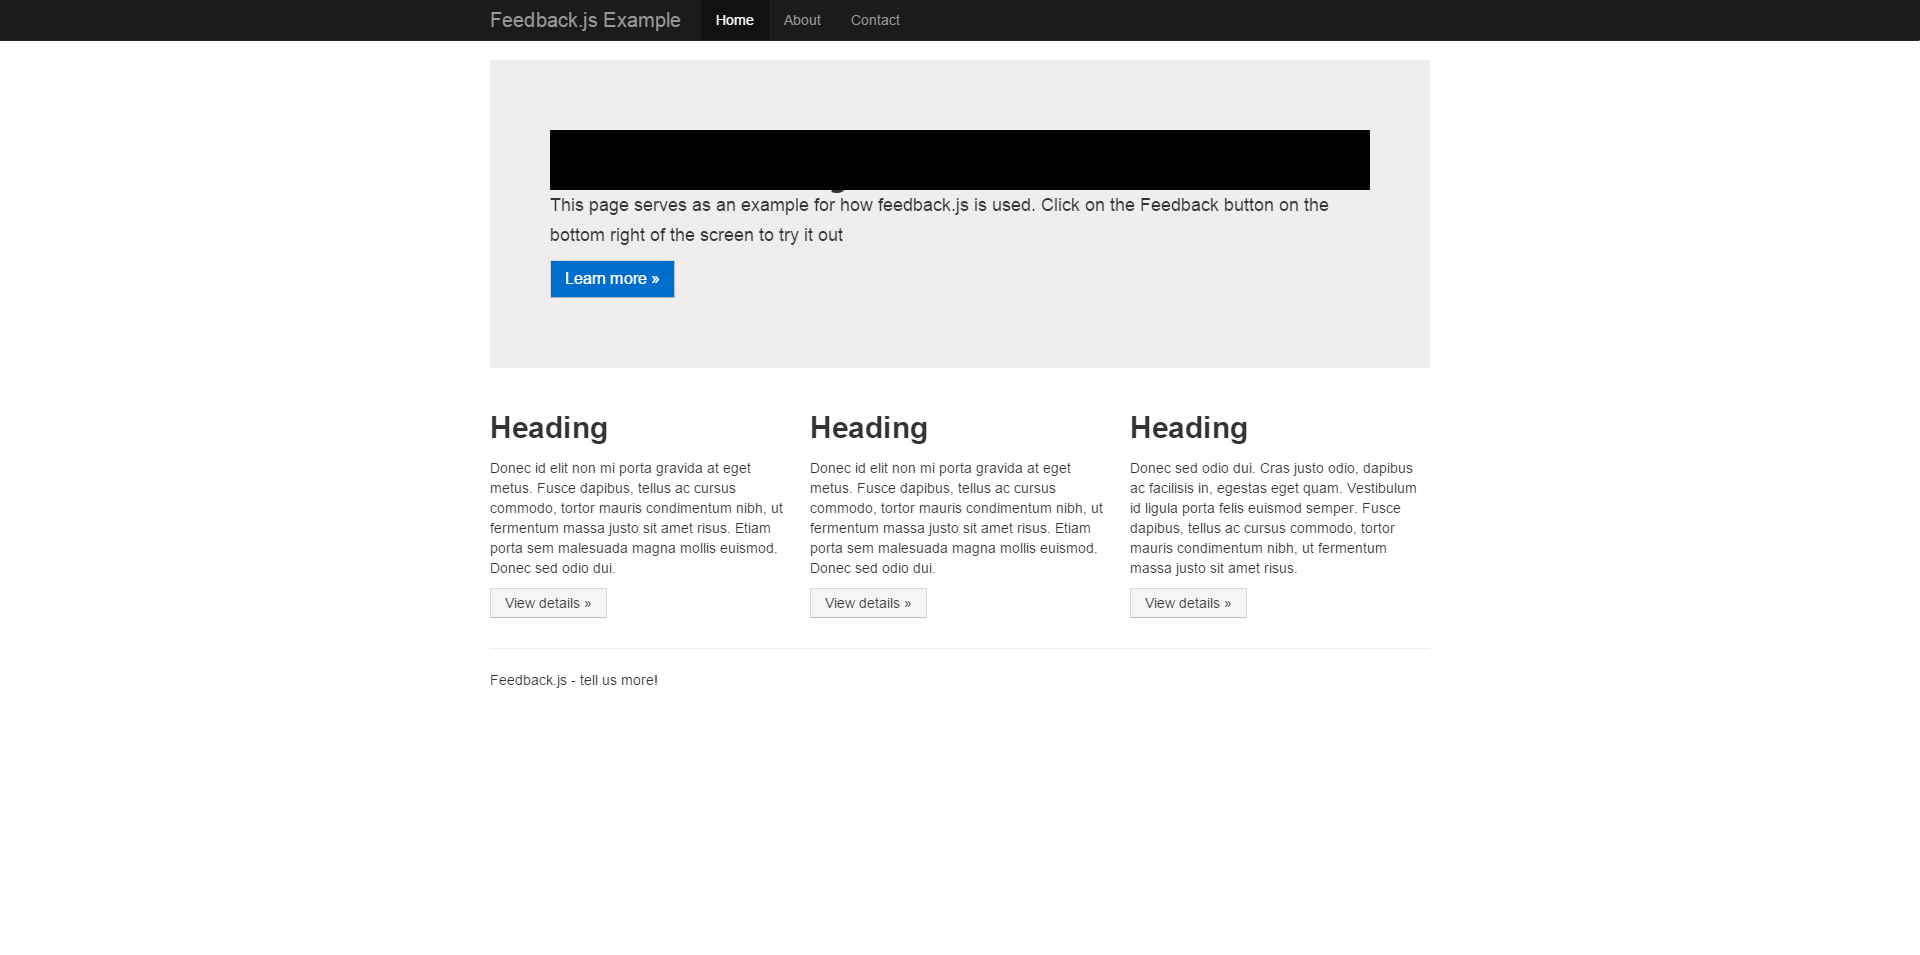 Feedback.js Example
Home
About
Contact
This page serves as an example for how feedback.js is used. Click on the Feedback button on the
bottom right of the screen to try it out
Learn more »
Heading
Donec id elit non mi porta gravida at eget
metus. Fusce dapibus, tellus ac cursus
commodo, tortor mauris condimentum nibh, ut
fermentum massa justo sit amet risus. Etiam
porta sem malesuada magna mollis euismod.
Donec sed odio dui.
View details »
Heading
Donec id elit non mi porta gravida at eget
metus. Fusce dapibus, tellus ac cursus
commodo, tortor mauris condimentum nibh, ut
fermentum massa justo sit amet risus. Etiam
porta sem malesuada magna mollis euismod.
Donec sed odio dui.
View details »
Heading
Donec sed odio dui. Cras justo odio, dapibus
ac facilisis in, egestas eget quam. Vestibulum
id ligula porta felis euismod semper. Fusce
dapibus, tellus ac cursus commodo, tortor
mauris condimentum nibh, ut fermentum
massa justo sit amet risus.
View details »
Feedback.js - tell us more!